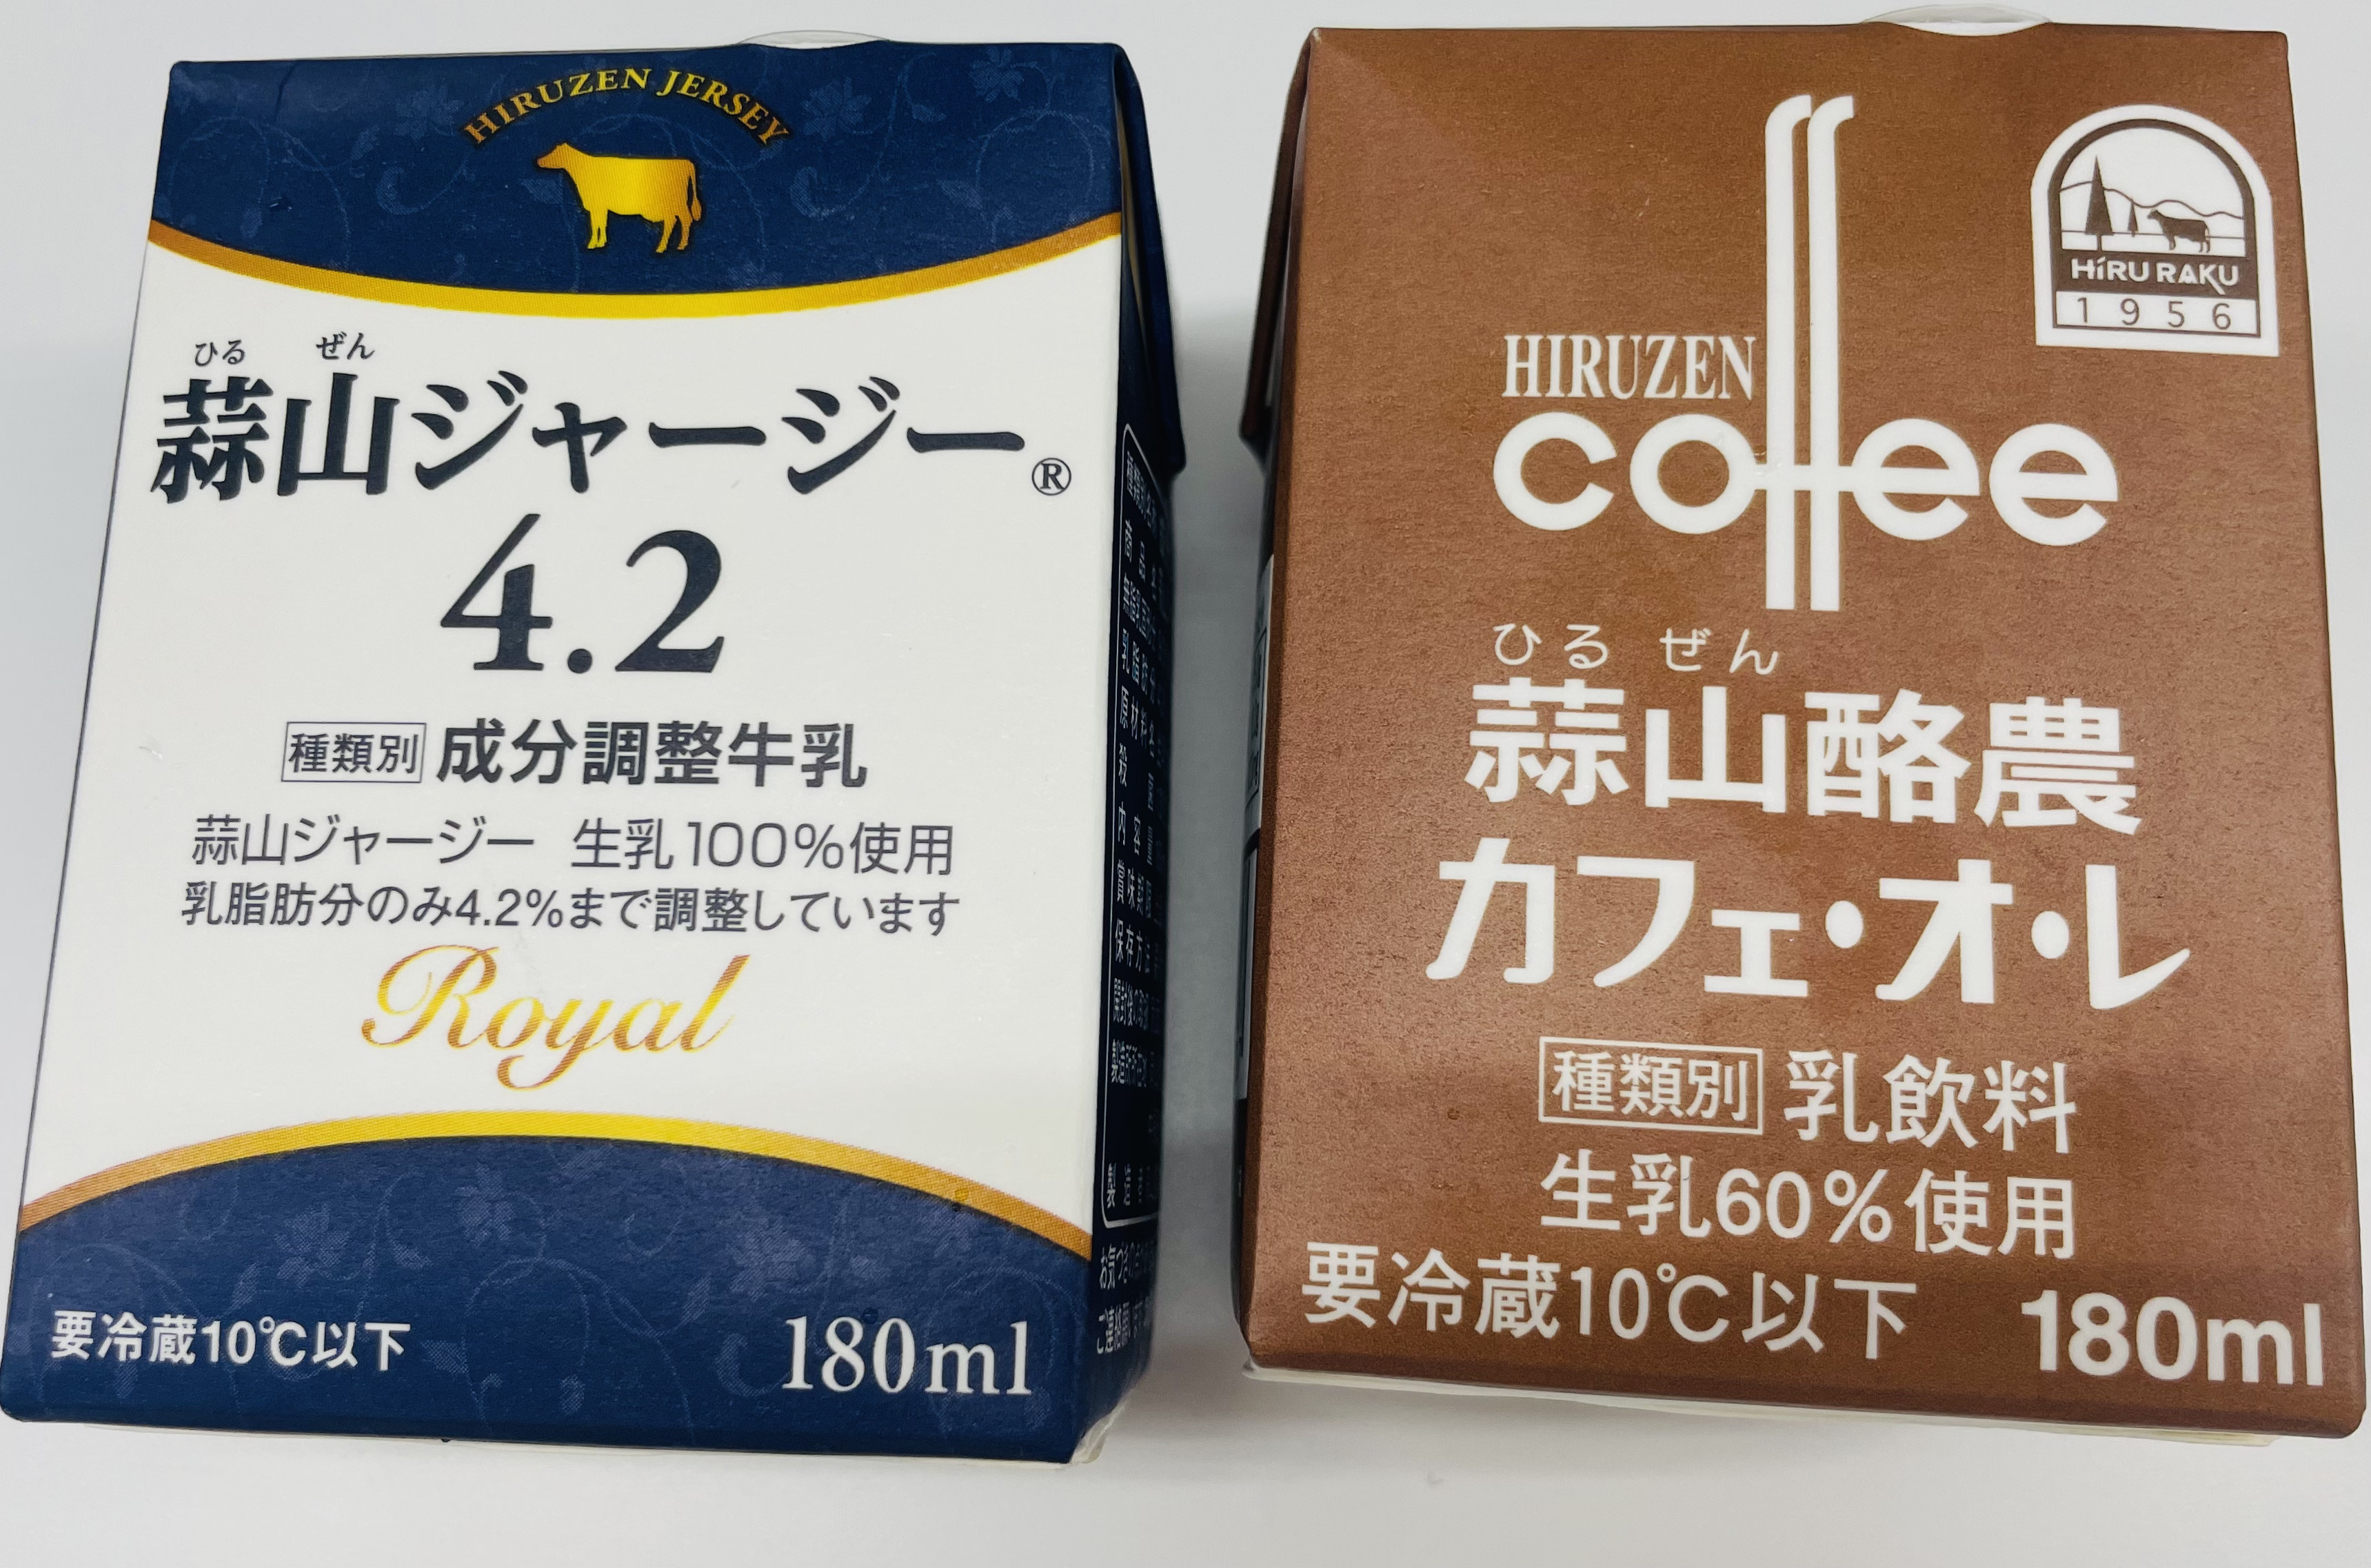 HIRUZEN JERSEY
ひる ぜん
蒜山ジャージー®
4.2
種類別 成分調整牛乳
蒜山ジャージー 生乳100%使用
乳脂肪分のみ4.2%まで調整しています
Royal
要冷蔵10℃以下 180ml
HiRU RAKU
1956
HIRUZEN
coffee
ひる ぜん
蒜山酪農
カフェ・オ・レ
種類別 乳飲料
生乳60%使用
要冷蔵10℃以下 180ml